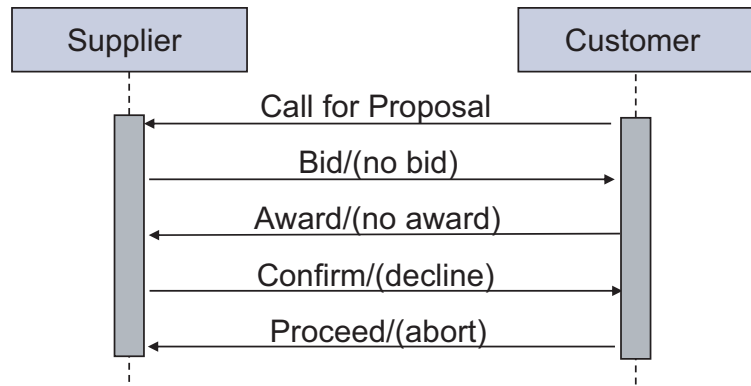 Supplier
Customer
Call for Proposal
Bid/(no bid)
Award/(no award)
Confirm/(decline)
Proceed/(abort)